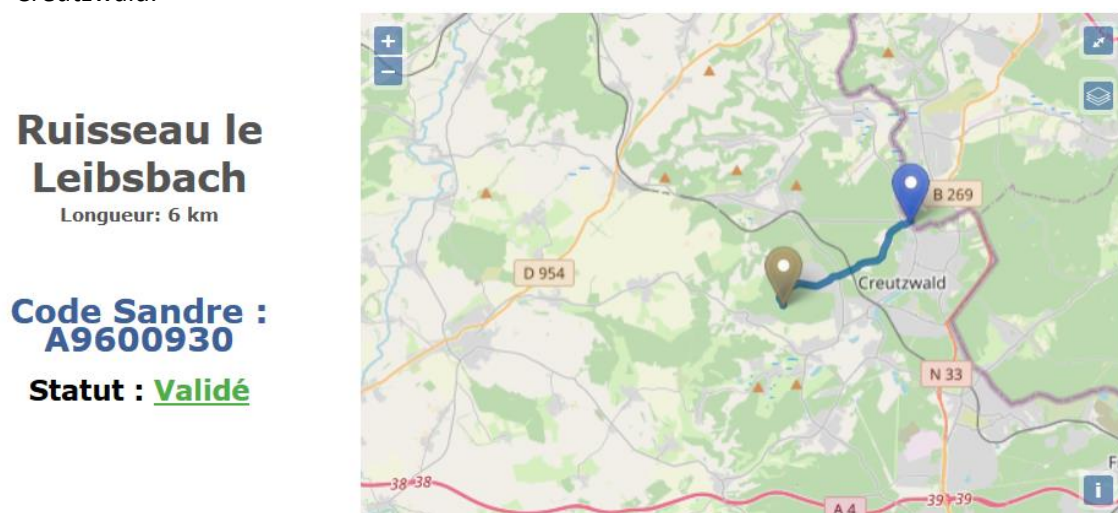 Ruisseau le
Leibsbach
Longueur: 6 km
Code Sandre :
A9600930
Statut : Validé
+
−
B 269
D 954
Creutzwald
N 33
38
38
39
39
A 4
F
i